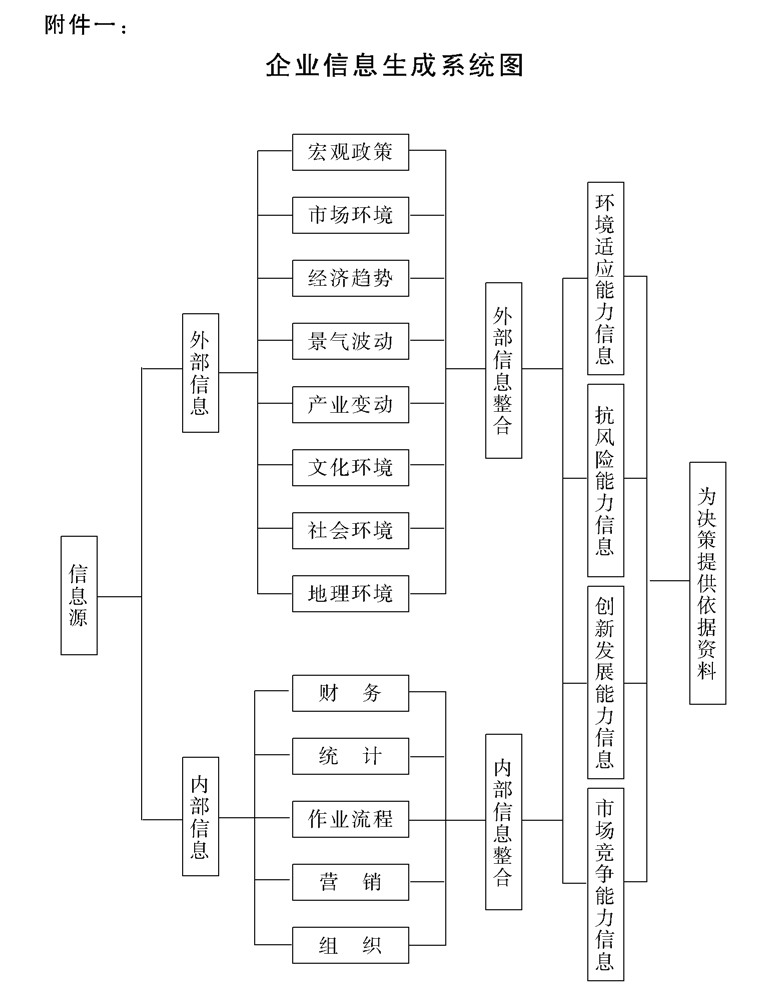 附件一：
企业信息生成系统图
信息源
外部信息
内部信息
宏观政策
市场环境
经济趋势
景气波动
产业变动
文化环境
社会环境
地理环境
财 务
统 计
作业流程
营 销
组 织
外部信息整合
内部信息整合
环境适应能力信息
抗风险能力信息
创新发展能力信息
市场竞争能力信息
为决策提供依据资料